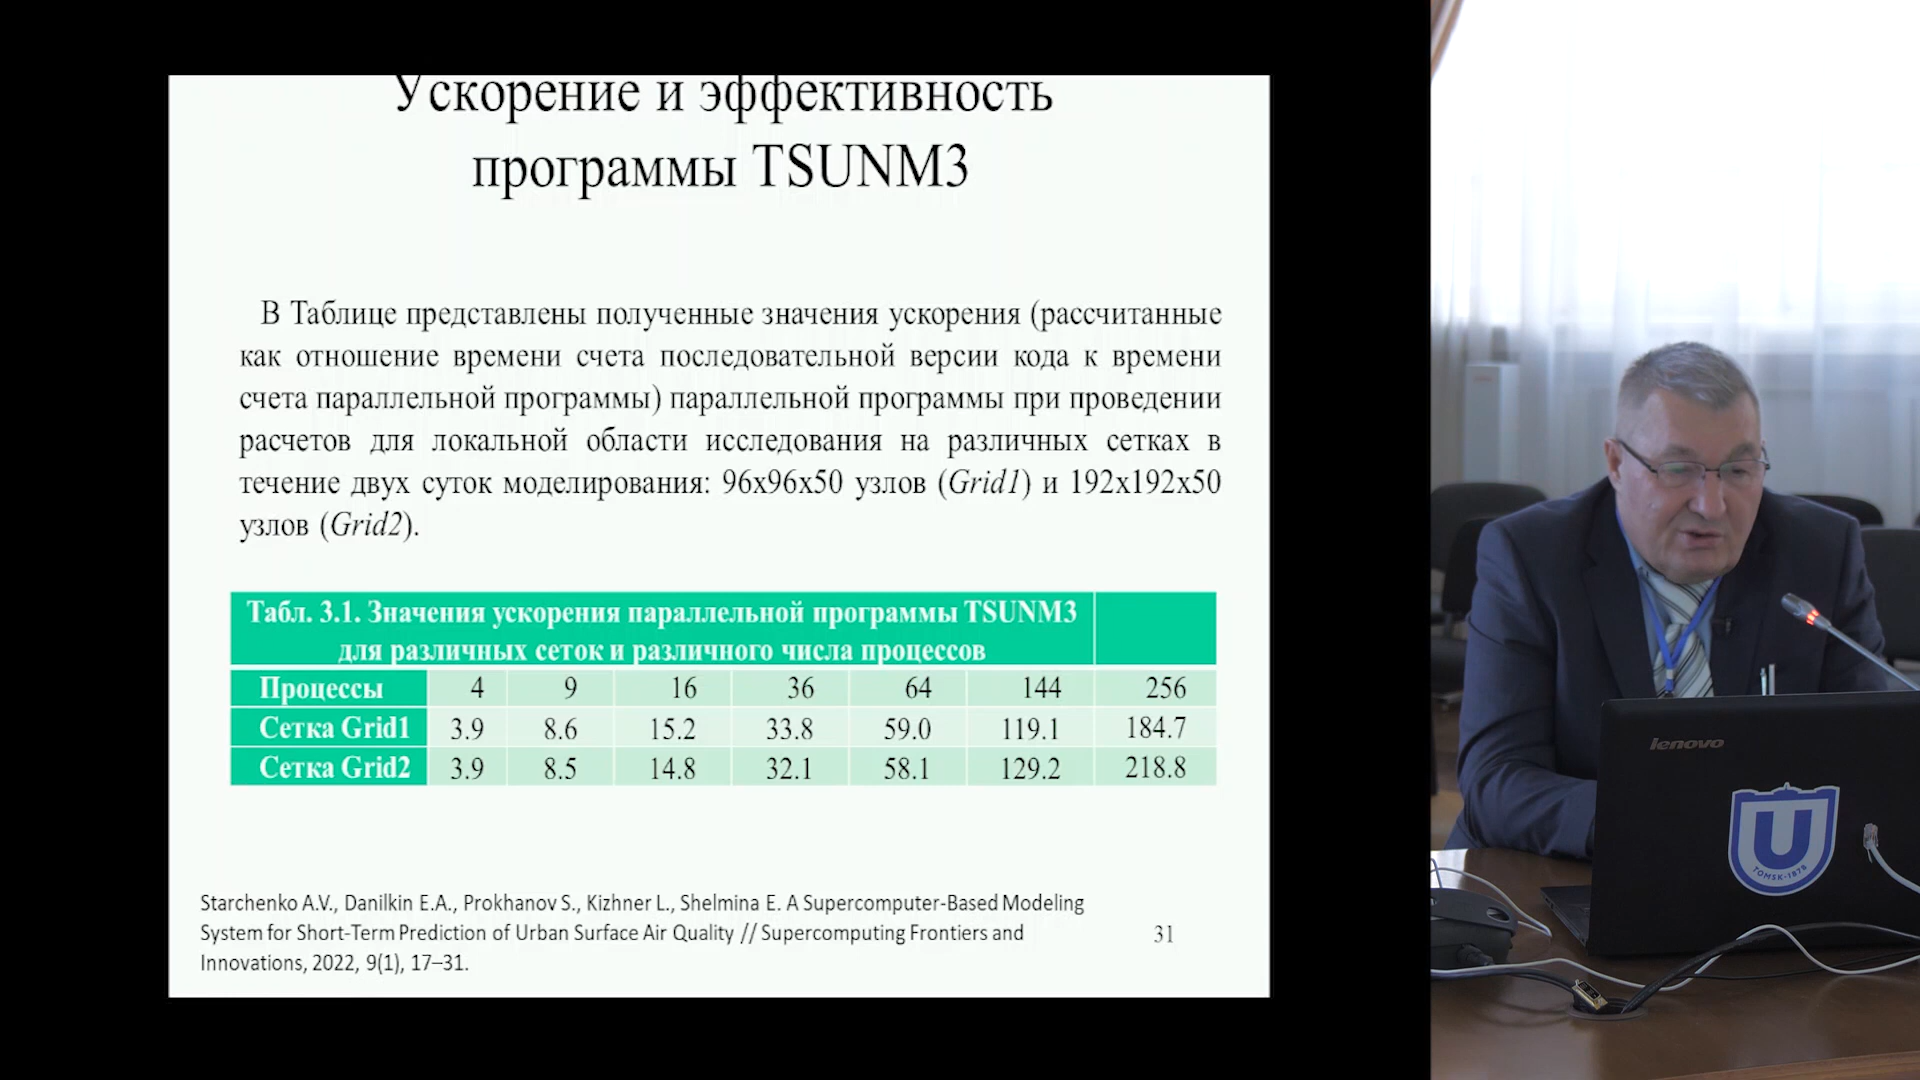 Ускорение и эффективность
программы TSUNM3
В Таблице представлены полученные значения ускорения (рассчитанные
как отношение времени счета последовательной версии кода к времени
счета параллельной программы) параллельной программы при проведении
расчетов для локальной области исследования на различных сетках в
течение двух суток моделирования: 96x96x50 узлов (Grid1) и 192x192x50
узлов (Grid2).
Табл. 3.1. Значения ускорения параллельной программы TSUNM3
для различных сеток и различного числа процессов
Процессы 4 9 16 36 64 144 256
Сетка Grid1 3.9 8.6 15.2 33.8 59.0 119.1 184.7
Сетка Grid2 3.9 8.5 14.8 32.1 58.1 129.2 218.8
Starchenko A.V., Danilkin E.A., Prokhanov S., Kizhner L., Shelmina E. A Supercomputer-Based Modeling
System for Short-Term Prediction of Urban Surface Air Quality // Supercomputing Frontiers and
Innovations, 2022, 9(1), 17–31.
31
lenovo
U
TOMSK-1878